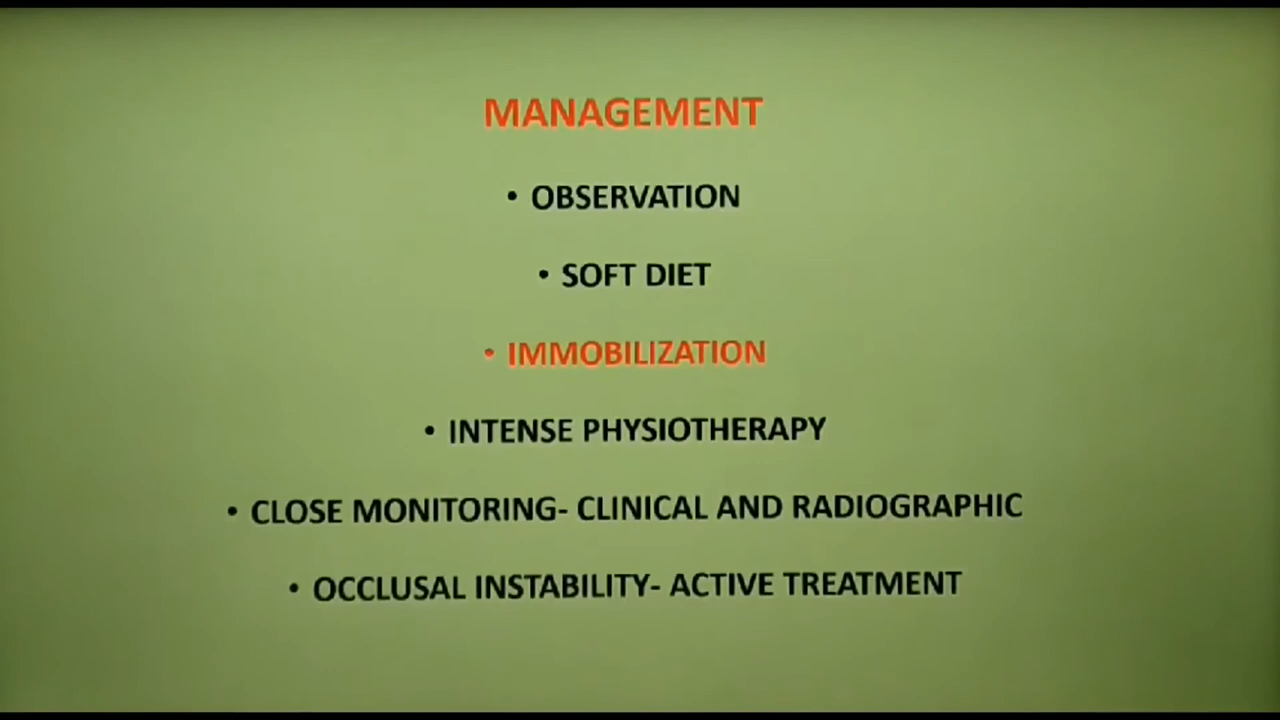 MANAGEMENT
• OBSERVATION
• SOFT DIET
• IMMOBILIZATION
• INTENSE PHYSIOTHERAPY
• CLOSE MONITORING- CLINICAL AND RADIOGRAPHIC
• OCCLUSAL INSTABILITY- ACTIVE TREATMENT